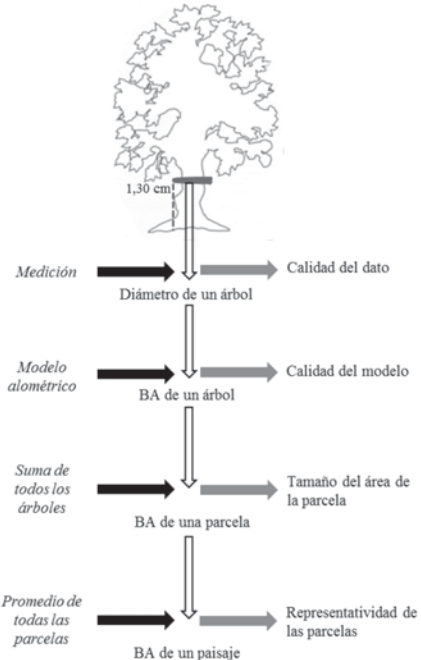 1,30 cm
Medición
Calidad del dato
Diámetro de un árbol
Modelo
alométrico
Calidad del modelo
BA de un árbol
Suma de
todos los
árboles
Tamaño del área de
la parcela
BA de una parcela
Promedio de
todas las
parcelas
Representatividad de
las parcelas
BA de un paisaje